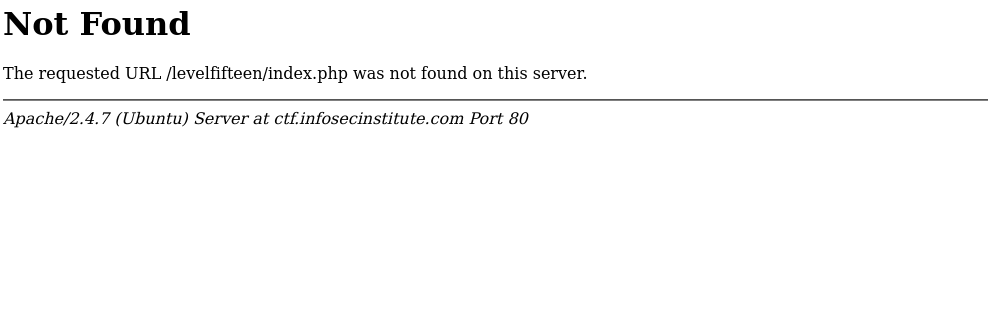 Not Found
The requested URL /levelfifteen/index.php was not found on this server.
Apache/2.4.7 (Ubuntu) Server at ctf.infosecinstitute.com Port 80